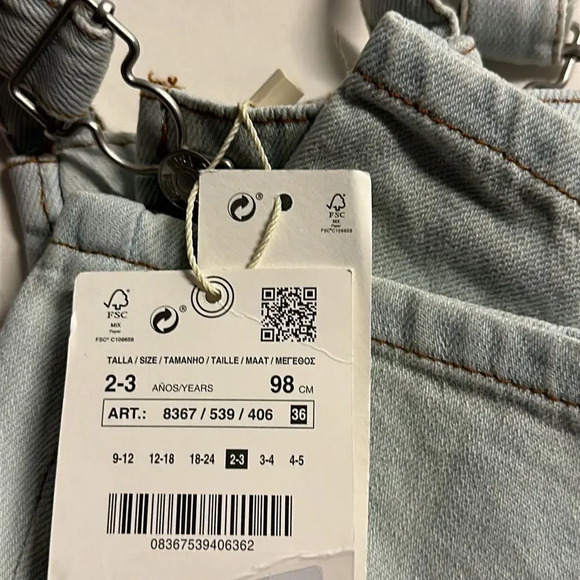 ®
FSC
MIX
Paper
FSC® C109659
FSC
MIX
Paper
FSC® C109659
®
TALLA / SIZE / TAMANHO / TAILLE / MAAT / ΜΕΓΕΘΟΣ
2-3 AÑOS/YEARS 98 CM
ART.: 8367 / 539 / 406 36
9-12 12-18 18-24 2-3 3-4 4-5
08367539406362